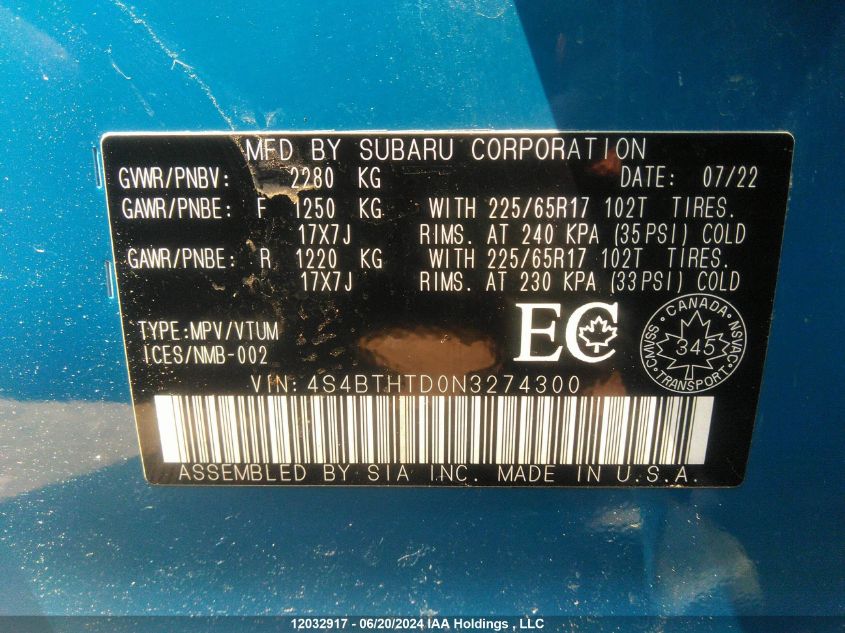 MFD BY SUBARU CORPORATION
GVWR/PNBV: 2280 KG DATE: 07/22
GAWR/PNBE: F 1250 KG WITH 225/65R17 102T TIRES.
17X7J RIMS. AT 240 KPA (35PSI) COLD
GAWR/PNBE: R 1220 KG WITH 225/65R17 102T TIRES.
17X7J RIMS. AT 230 KPA (33PSI) COLD
TYPE:MPV/VTUM
ICES/NMB-002
EC
CANADA
CMVSS NSVAC
345
TRANSPORT
VIN: 4S4BTHTD0N3274300
ASSEMBLED BY SIA INC. MADE IN U.S.A.
12032917 - 06/20/2024 IAA Holdings , LLC